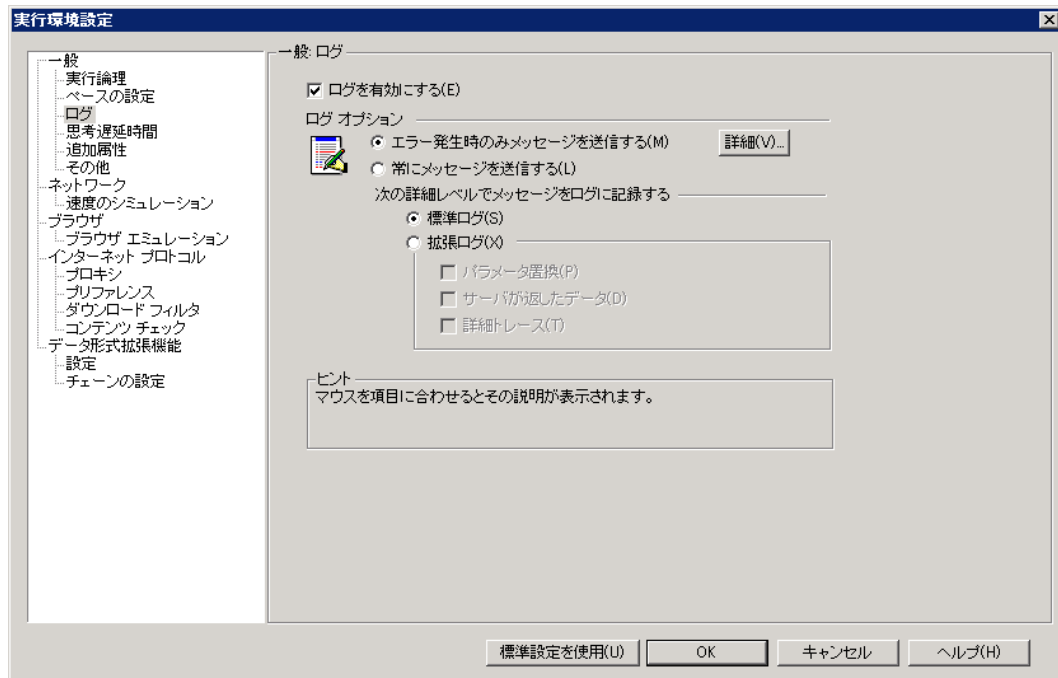 実行環境設定
一般
実行論理
ペースの設定
ログ
思考遅延時間
追加属性
その他
ネットワーク
速度のシミュレーション
ブラウザ
ブラウザ エミュレーション
インターネット プロトコル
プロキシ
プリファレンス
ダウンロード フィルタ
コンテンツ チェック
データ形式拡張機能
設定
チェーンの設定
一般: ログ
ログを有効にする(E)
ログ オプション
エラー発生時のみメッセージを送信する(M)
詳細(V)...
常にメッセージを送信する(L)
次の詳細レベルでメッセージをログに記録する
標準ログ(S)
拡張ログ(X)
パラメータ置換(P)
サーバが返したデータ(D)
詳細トレース(T)
ヒント
マウスを項目に合わせるとその説明が表示されます。
標準設定を使用(U)
OK
キャンセル
ヘルプ(H)